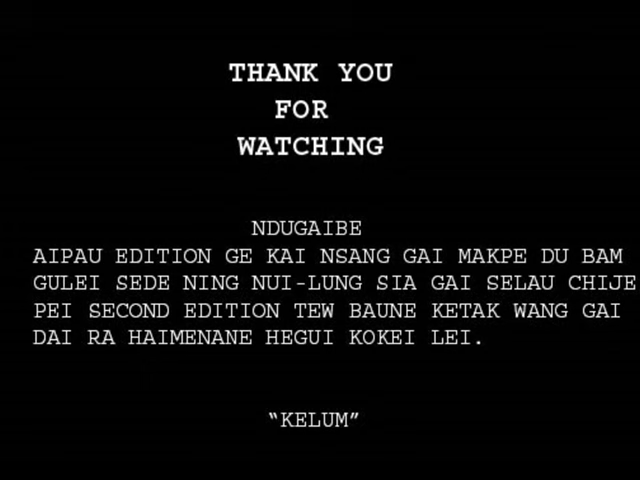 THANK YOU
FOR
WATCHING
NDUGAIBE
AIPAU EDITION GE KAI NSANG GAI MAKPE DU BAM
GULEI SEDE NING NUI-LUNG SIA GAI SELAU CHIJE
PEI SECOND EDITION TEW BAUNE KETAK WANG GAI
DAI RA HAIMENANE HEGUI KOKEI LEI.
“KELUM”